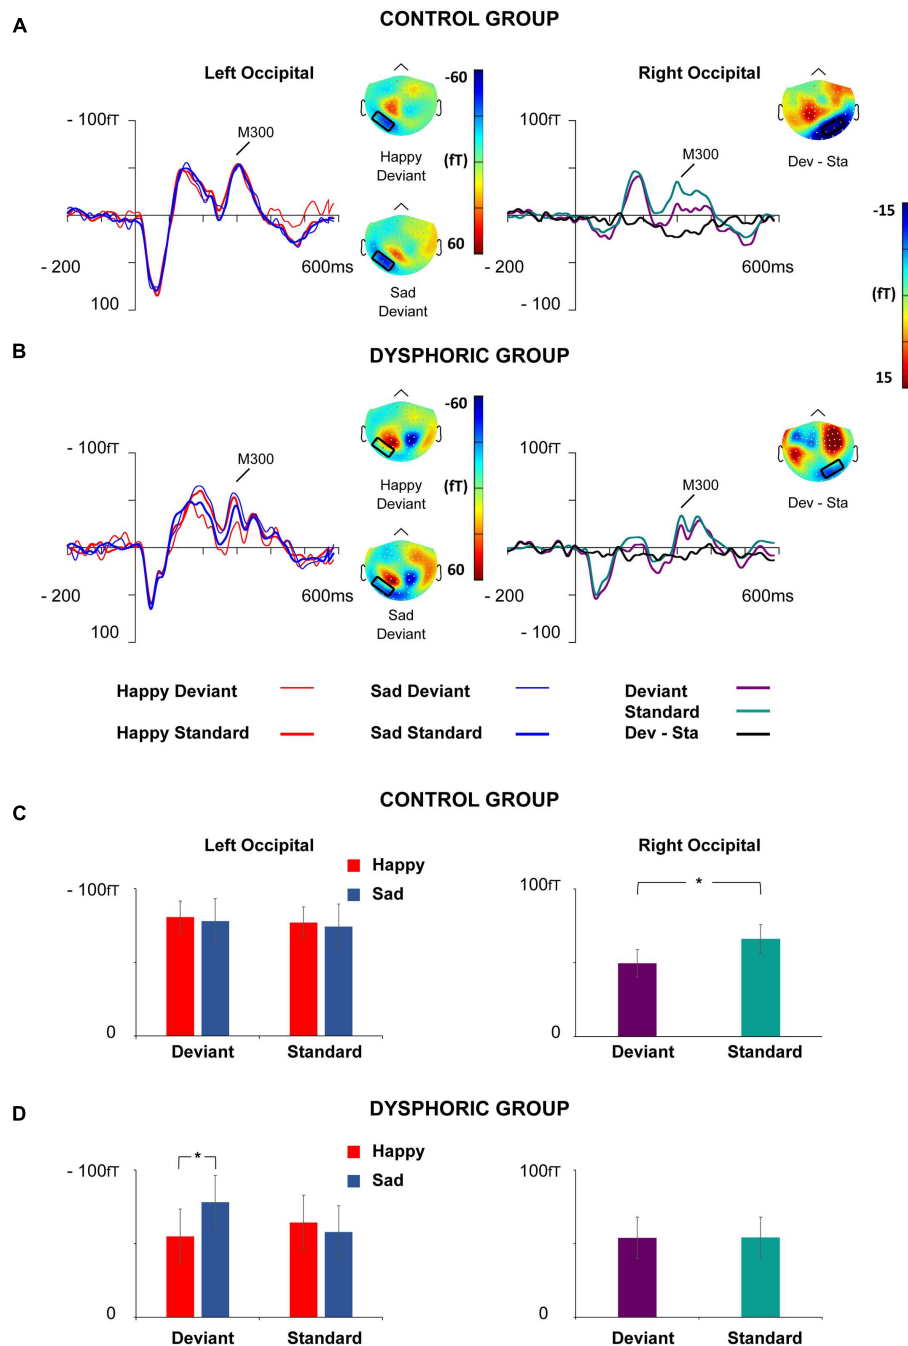 A
CONTROL GROUP
Left Occipital
Right Occipital
-60
- 100fT
M300
(fT)
Happy
Deviant
60
- 200
600ms
100
Sad
Deviant
100fT
M300
Dev - Sta
- 200
600ms
- 100
-15
(fT)
15
B
DYSPHORIC GROUP
-60
- 100fT
M300
(fT)
Happy
Deviant
60
- 200
600ms
100
Sad
Deviant
100fT
M300
Dev - Sta
- 200
600ms
- 100
Happy Deviant
Sad Deviant
Deviant
Standard
Happy Standard
Sad Standard
Dev - Sta
C
CONTROL GROUP
Left Occipital
Happy
Sad
- 100fT
0
Deviant
Standard
Right Occipital
100fT
*
0
Deviant
Standard
D
DYSPHORIC GROUP
Happy
Sad
- 100fT
*
0
Deviant
Standard
100fT
0
Deviant
Standard